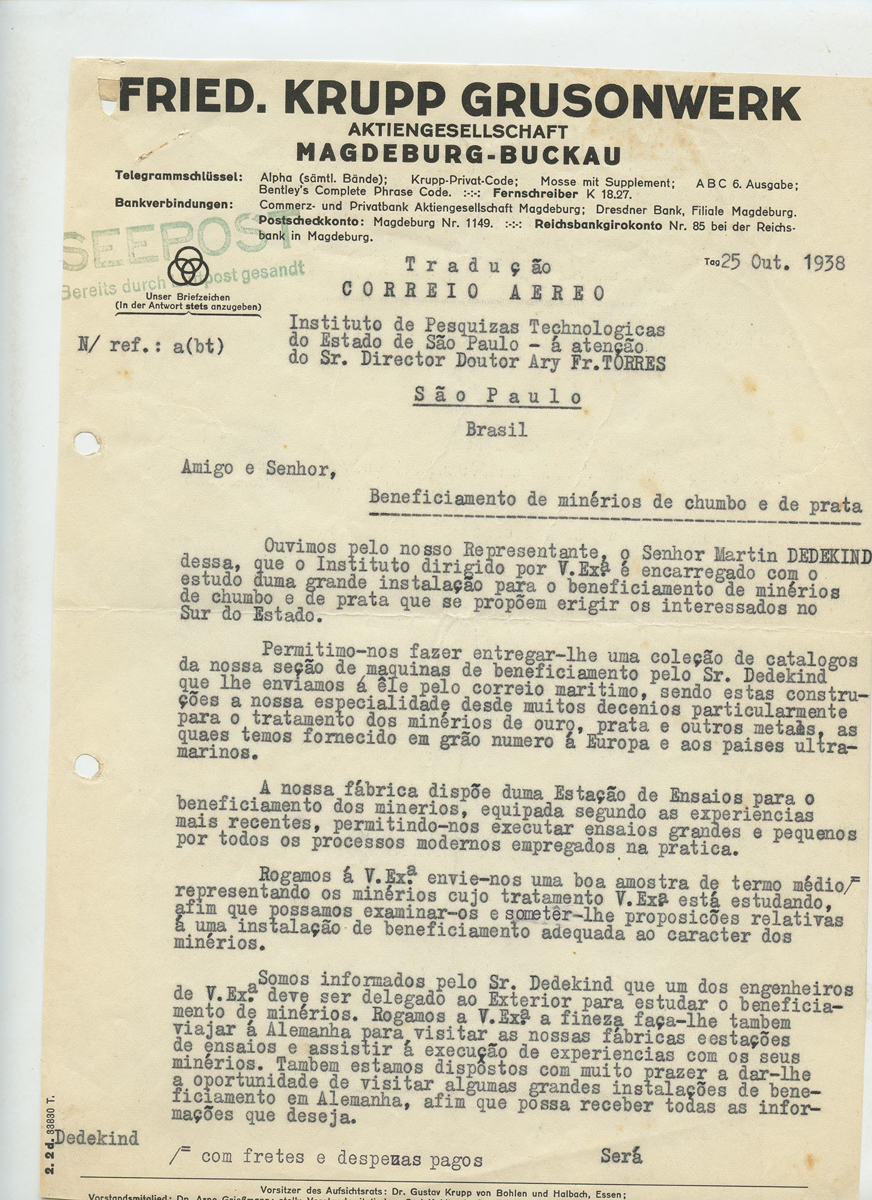 FRIED. KRUPP GRUSONWERK
AKTIENGESELLSCHAFT
MAGDEBURG-BUCKAU
Telegrammschlüssel: Alpha (sämtl. Bände); Krupp-Privat-Code; Mosse mit Supplement; ABC 6. Ausgabe;
Bentley's Complete Phrase Code. :-:-: Fernschreiber K 18.27.
Bankverbindungen: Commerz- und Privatbank Aktiengesellschaft Magdeburg; Dresdner Bank, Filiale Magdeburg.
Postscheckkonto: Magdeburg Nr. 1149. :-:-: Reichsbankgirokonto Nr. 85 bei der Reichs-
bank in Magdeburg.
SEEPOST
Bereits durch Luftpost gesandt
Unser Briefzeichen
(In der Antwort stets anzugeben)
Tradução
Tag 25 Out. 1938
CORREIO AEREO
N/ ref.: a(bt)
Instituto de Pesquizas Technologicas
do Estado de São Paulo - á atenção
do Sr. Director Doutor Ary Fr.TORRES
São Paulo
Brasil
Amigo e Senhor,
Beneficiamento de minérios de chumbo e de prata
Ouvimos pelo nosso Representante, o Senhor Martin DEDEKIND
dessa, que o Instituto dirigido por V.Exª é encarregado com o
estudo duma grande instalação para o beneficiamento de minérios
de chumbo e de prata que se propõem erigir os interessados no
Sur do Estado.
Permitimo-nos fazer entregar-lhe uma coleção de catalogos
da nossa seção de maquinas de beneficiamento pelo Sr. Dedekind
que lhe enviamos á êle pelo correio maritimo, sendo estas constru-
ções a nossa especialidade desde muitos decenios particularmente
para o tratamento dos minérios de ouro, prata e outros metais, as
quaes temos fornecido em grão numero á Europa e aos paises ultra-
marinos.
A nossa fábrica dispõe duma Estação de Ensaios para o
beneficiamento dos minerios, equipada segundo as experiencias
mais recentes, permitindo-nos executar ensaios grandes e pequenos
por todos os processos modernos empregados na pratica.
Rogamos á V.Exª. envie-nos uma boa amostra de termo médio/=
representando os minérios cujo tratamento V.Exª está estudando,
afim que possamos examinar-os e sometêr-lhe proposicões relativas
á uma instalação de beneficiamento adequada ao caracter dos
minérios.
Somos informados pelo Sr. Dedekind que um dos engenheiros
de V.Exª. deve ser delegado ao Exterior para estudar o beneficia-
mento de minérios. Rogamos a V.Exª a fineza faça-lhe tambem
viajar á Alemanha para visitar as nossas fábricas eestações
de ensaios e assistir á execução de experiencias com os seus
minérios. Tambem estamos dispostos com muito prazer a dar-lhe
a oportunidade de visitar algumas grandes instalações de bene-
ficiamento em Alemanha, afim que possa receber todas as infor-
mações que deseja.
2. 2 d. 33830 T.
Dedekind
/= com fretes e despezas pagos
Será
Vorsitzer des Aufsichtsrats: Dr. Gustav Krupp von Bohlen und Halbach, Essen;